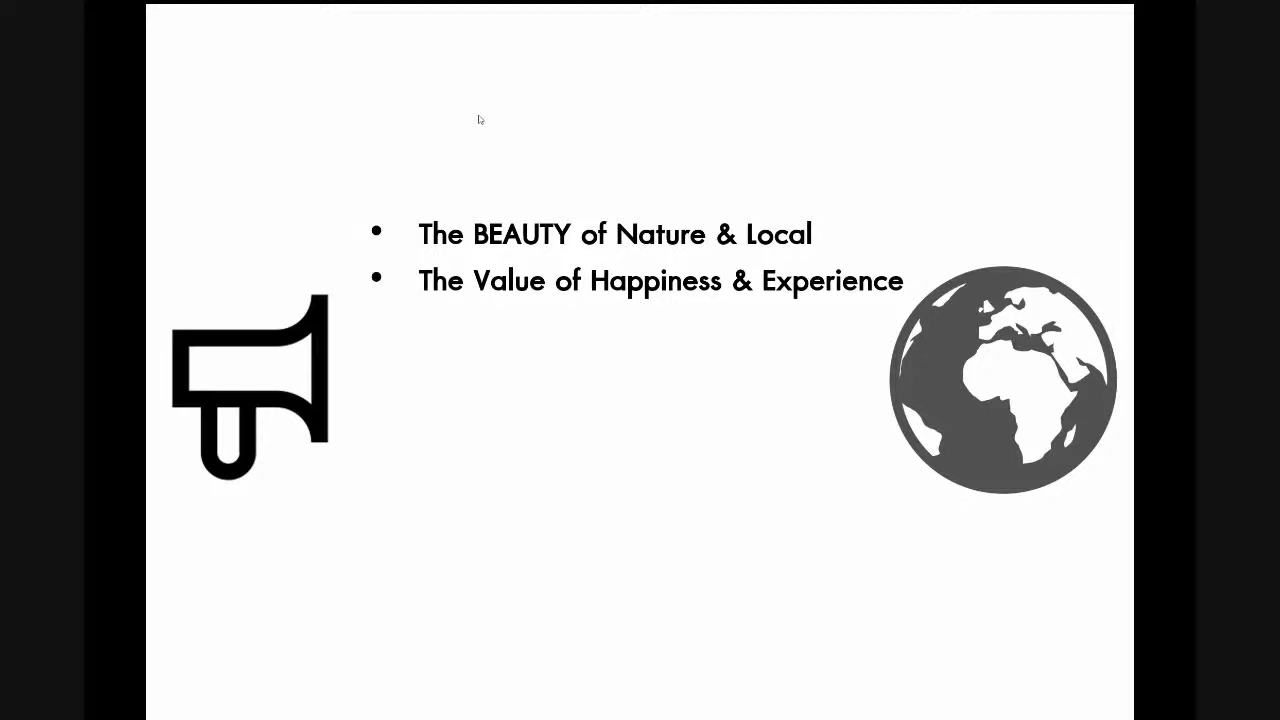 • The BEAUTY of Nature & Local
• The Value of Happiness & Experience